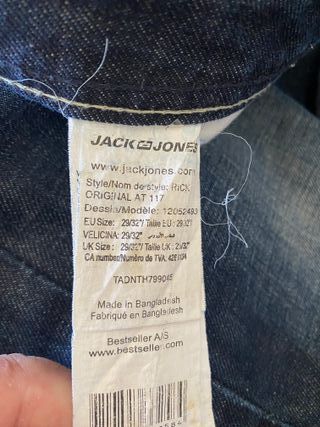 JACK & JONES
www.jackjones.com
Style/Nom de style: RICK
ORIGINAL AT 117
Dessin/Modèle: 12052493
EU Size: 29/32" Taille EU: 29/32"
VELICINA: 29/32"
UK Size: 29/32" Taille UK: 29/32"
CA number/Numéro de TVA:
TADNTH799045
Made in Bangladesh
Fabriqué en Bangladesh
Bestseller A/S
www.bestseller.com